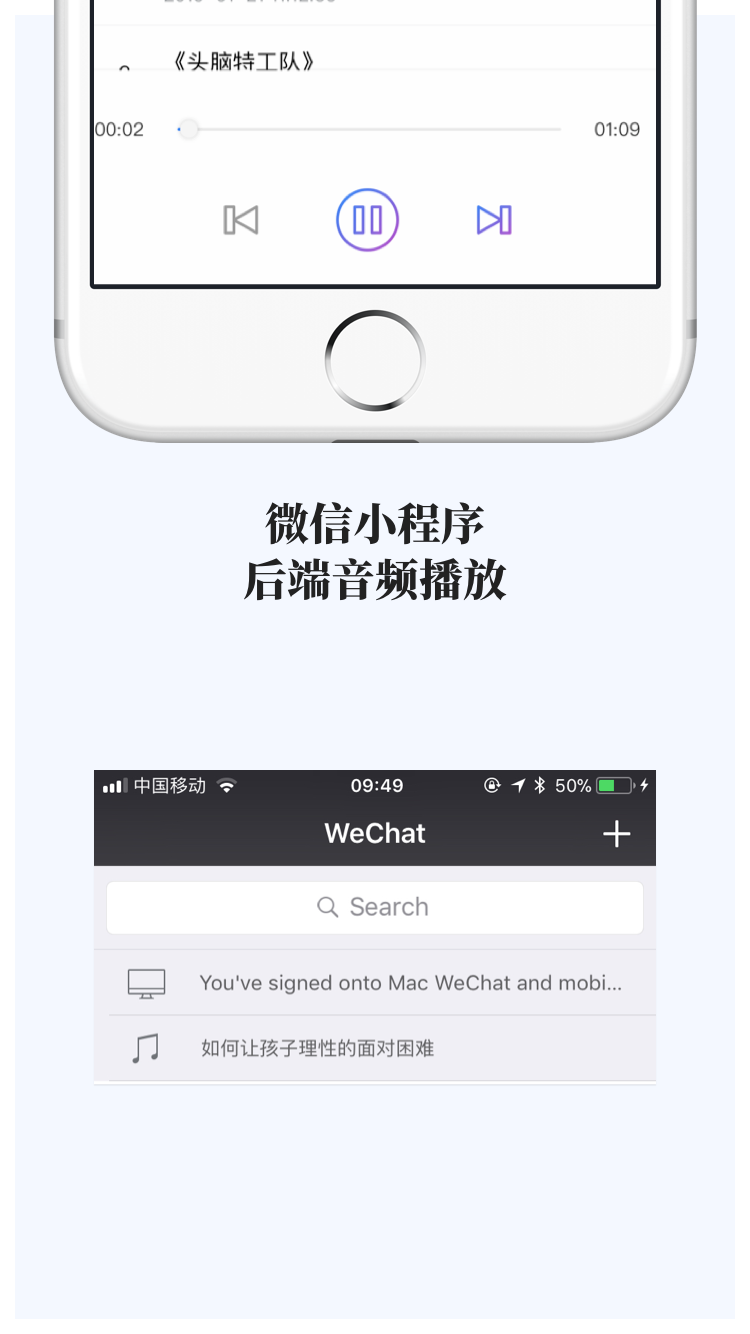 《头脑特工队》
00:02
01:09
微信小程序
后端音频播放
中国移动
09:49
50%
WeChat
Search
You've signed onto Mac WeChat and mobi...
如何让孩子理性的面对困难